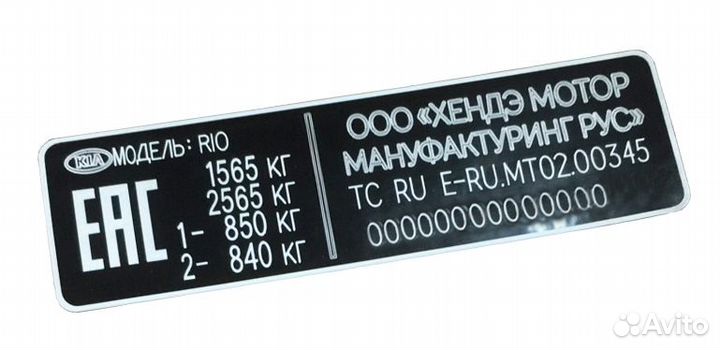 KIA МОДЕЛЬ: RIO
EAC
1565 КГ
2565 КГ
1- 850 КГ
2- 840 КГ
ООО «ХЕНДЭ МОТОР
МАНУФАКТУРИНГ РУС»
ТС RU E-RU.MT02.00345
00000000000000
Avito